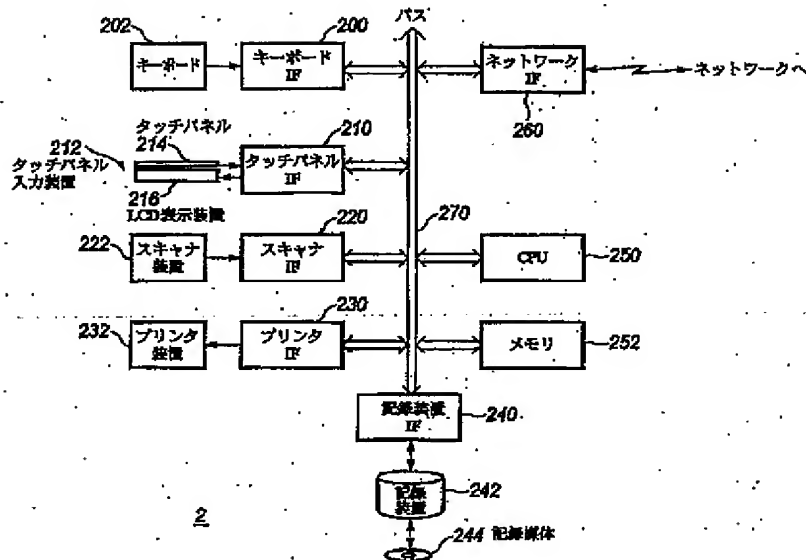 バス
202
200
キーボード
キーボード
IF
ネットワーク
IF
ネットワークへ
260
タッチパネル
214
210
212
タッチパネル
入力装置
タッチパネル
IF
216
LCD表示装置
270
220
222
スキャナ
装置
スキャナ
IF
CPU
250
230
232
プリンタ
装置
プリンタ
IF
メモリ
252
記録装置
IF
240
記録
装置
242
2
244 記録媒体